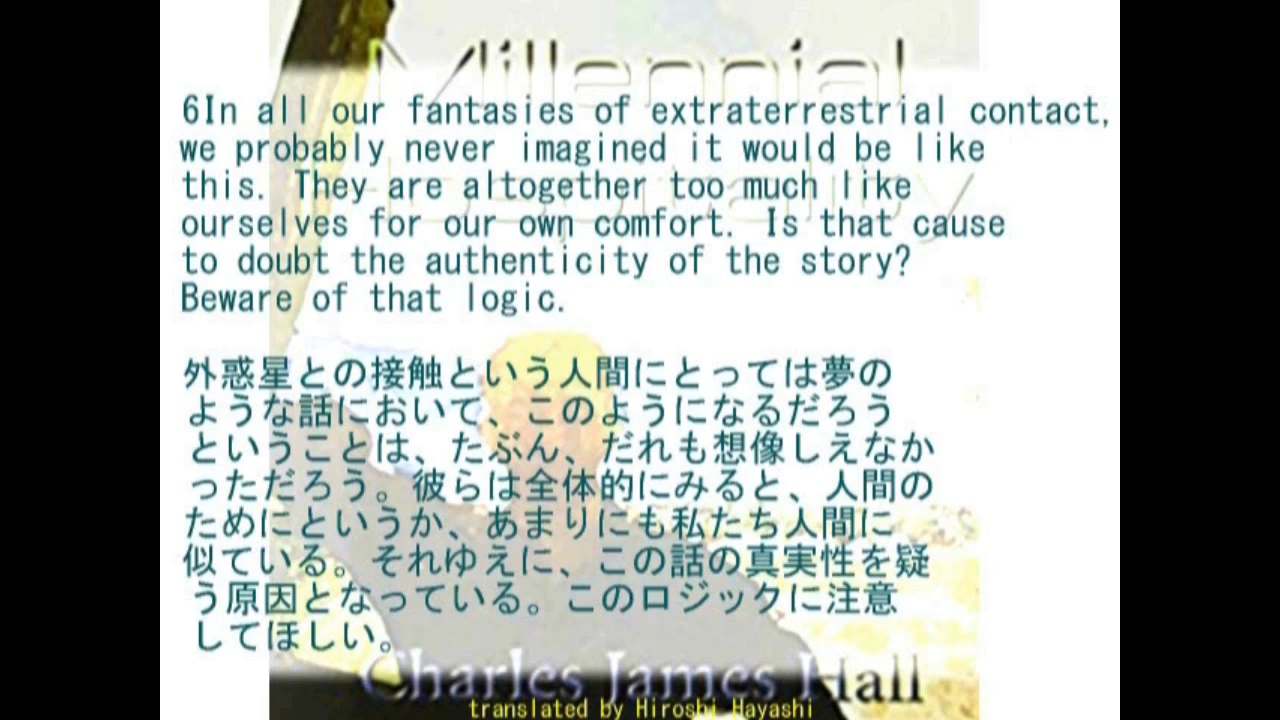 Millennial
6In all our fantasies of extraterrestrial contact,
we probably never imagined it would be like
this. They are altogether too much like
ourselves for our own comfort. Is that cause
to doubt the authenticity of the story?
Beware of that logic.
外惑星との接触という人間にとっては夢の
ような話において、このようになるだろう
ということは、たぶん、だれも想像しえなか
っただろう。彼らは全体的にみると、人間の
ためにというか、あまりにも私たち人間に
似ている。それゆえに、この話の真実性を疑
う原因となっている。このロジックに注意
してほしい。
Charles James Hall
translated by Hiroshi Hayashi